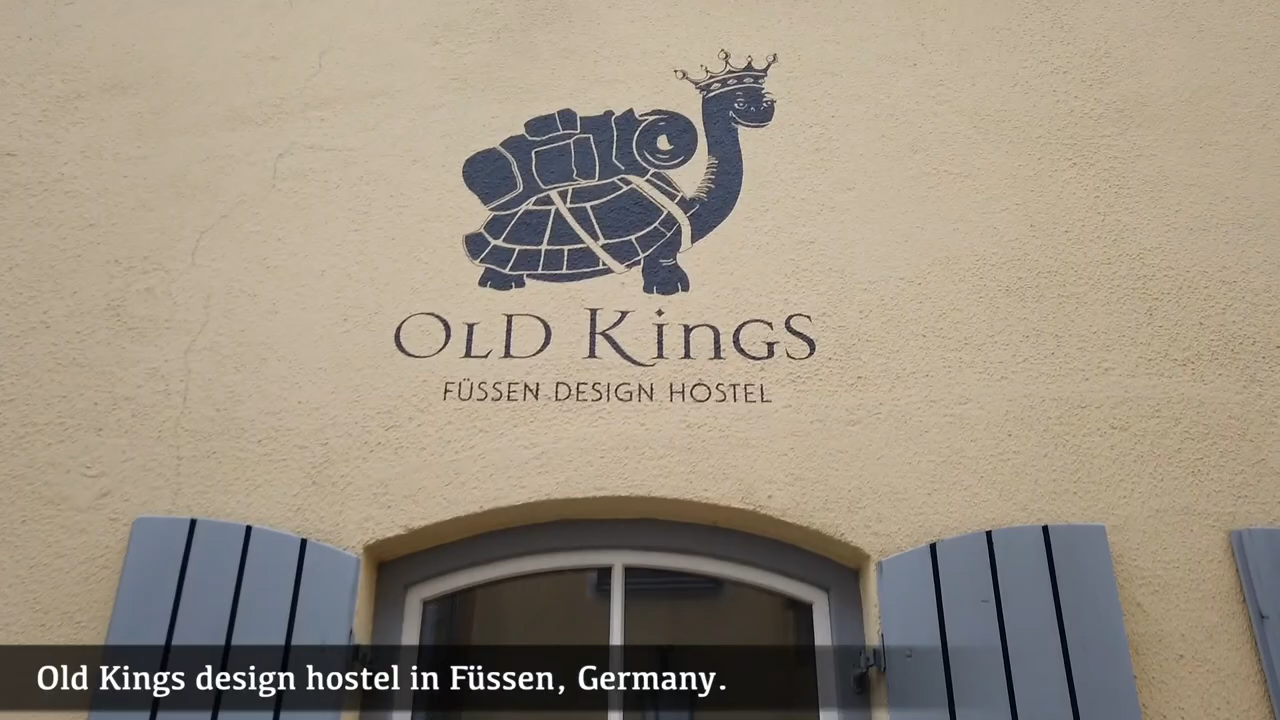 OLD KinGS
FÜSSEN DESIGN HOSTEL
Old Kings design hostel in Füssen, Germany.